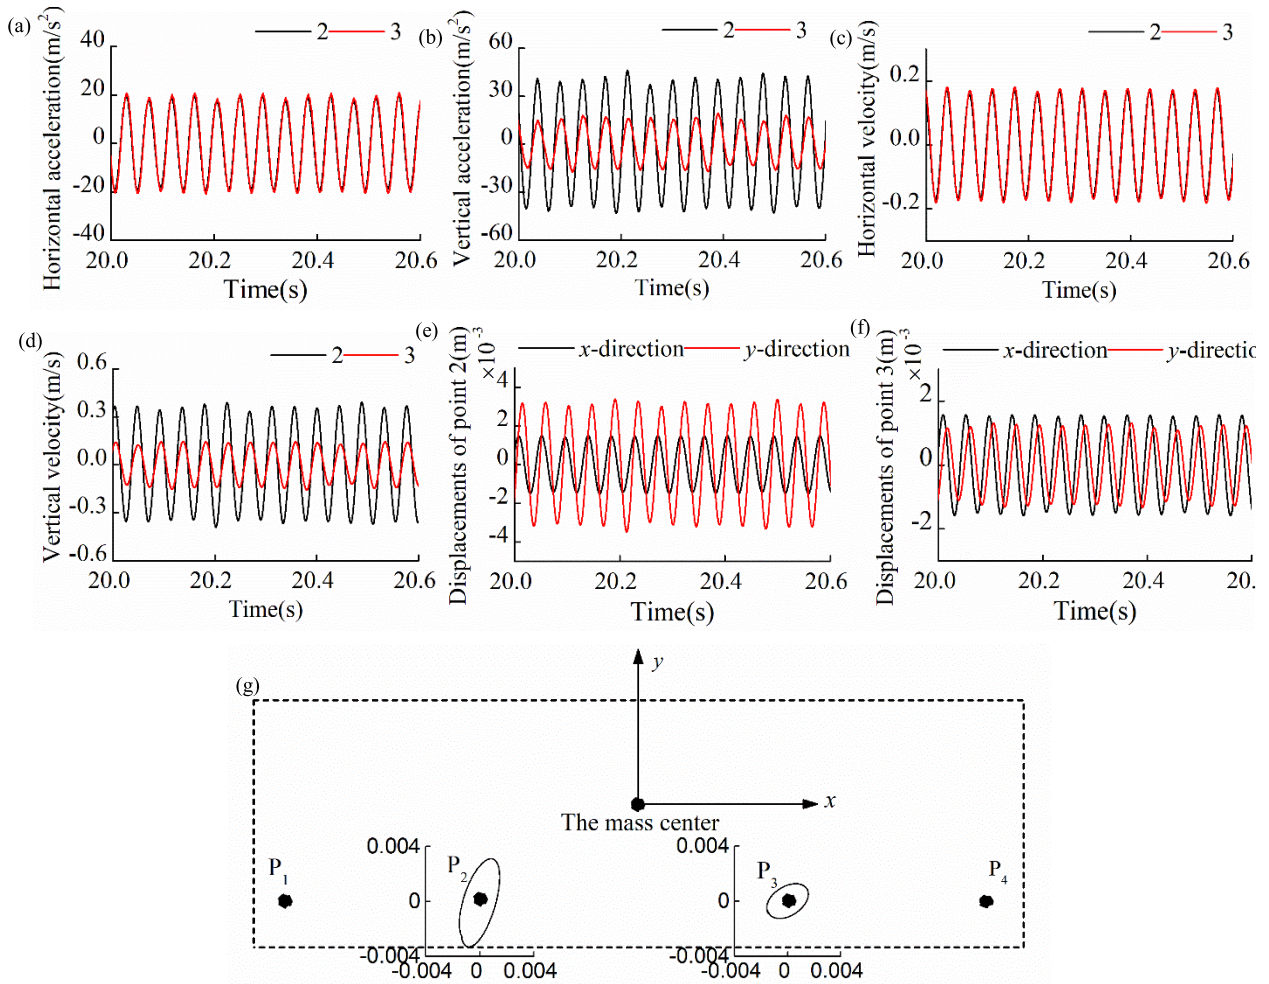 (a)
2 3
Horizontal acceleration(m/s²)
40
20
0
-20
-40
20.0 20.2 20.4 20.6
Time(s)
(b)
2 3
Vertical acceleration(m/s²)
60
30
0
-30
-60
20.0 20.2 20.4 20.6
Time(s)
(c)
2 3
Horizontal velocity(m/s)
0.2
0.0
-0.2
20.0 20.2 20.4 20.6
Time(s)
(d)
2 3
Vertical velocity(m/s)
0.6
0.3
0.0
-0.3
-0.6
20.0 20.2 20.4 20.6
Time(s)
(e)
x-direction y-direction
Displacements of point 2(m)
×10⁻³
4
2
0
-2
-4
20.0 20.2 20.4 20.6
Time(s)
(f)
x-direction y-directio
Displacements of point 3(m)
×10⁻³
2
0
-2
20.0 20.2 20.4 20.
Time(s)
(g)
y
x
The mass center
P₁
0.004
P₂
0
-0.004
-0.004 0 0.004
0.004
P₃
0
-0.004
-0.004 0 0.004
P₄